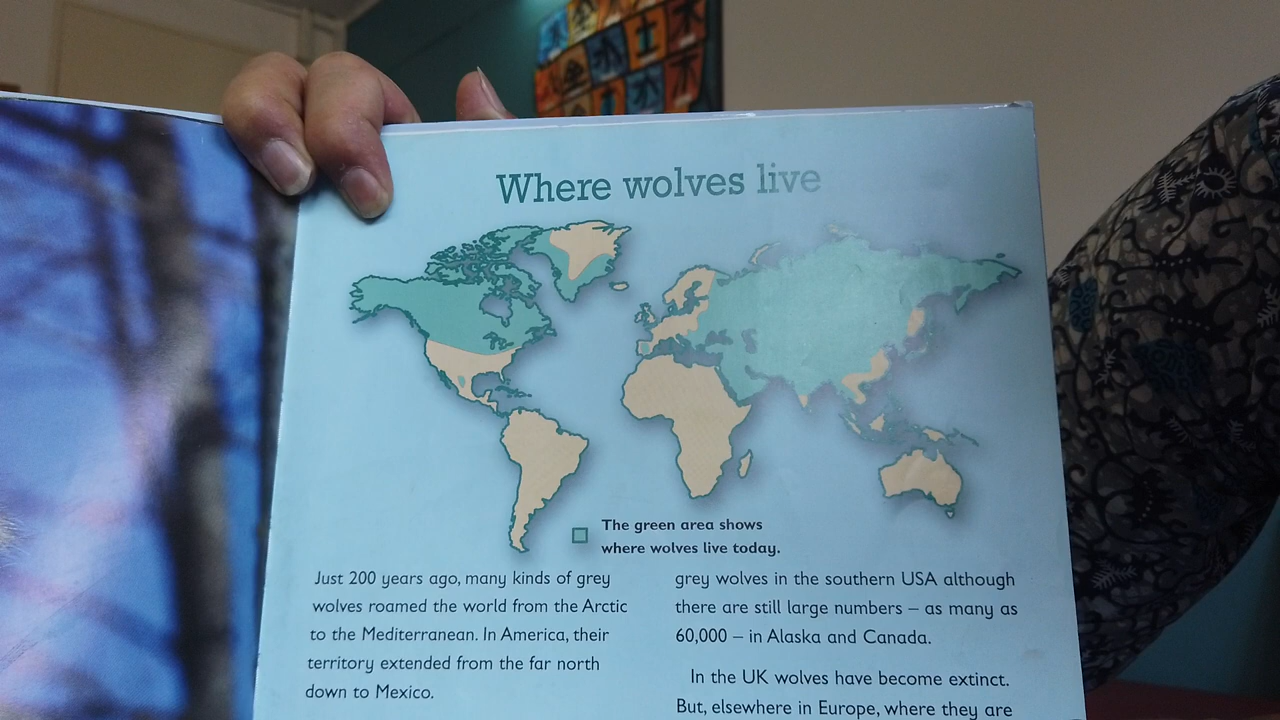 Where wolves live
The green area shows
where wolves live today.
Just 200 years ago, many kinds of grey
wolves roamed the world from the Arctic
to the Mediterranean. In America, their
territory extended from the far north
down to Mexico.
grey wolves in the southern USA although
there are still large numbers – as many as
60,000 – in Alaska and Canada.
In the UK wolves have become extinct.
But, elsewhere in Europe, where they are